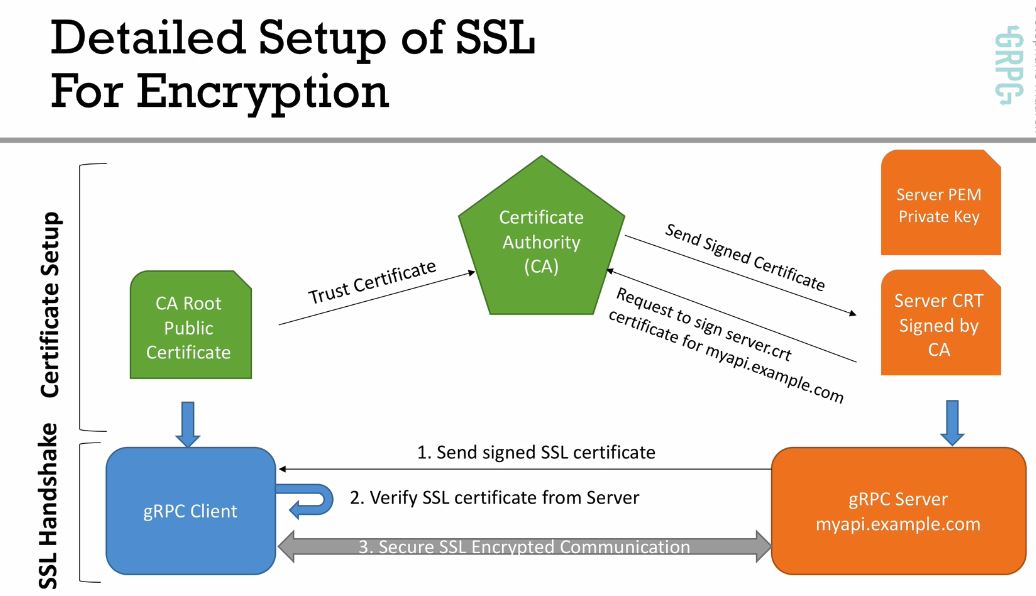 Detailed Setup of SSL
For Encryption
GRPC
Certificate Setup
SSL Handshake
CA Root
Public
Certificate
Trust Certificate
Certificate
Authority
(CA)
Send Signed Certificate
Request to sign server.crt
certificate for myapi.example.com
Server PEM
Private Key
Server CRT
Signed by
CA
gRPC Client
1. Send signed SSL certificate
2. Verify SSL certificate from Server
3. Secure SSL Encrypted Communication
gRPC Server
myapi.example.com